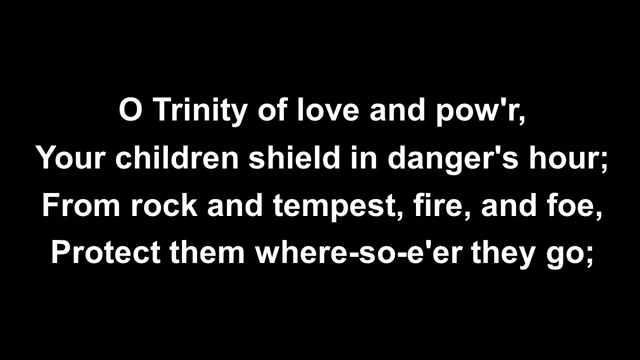 O Trinity of love and pow'r,
Your children shield in danger's hour;
From rock and tempest, fire, and foe,
Protect them where-so-e'er they go;